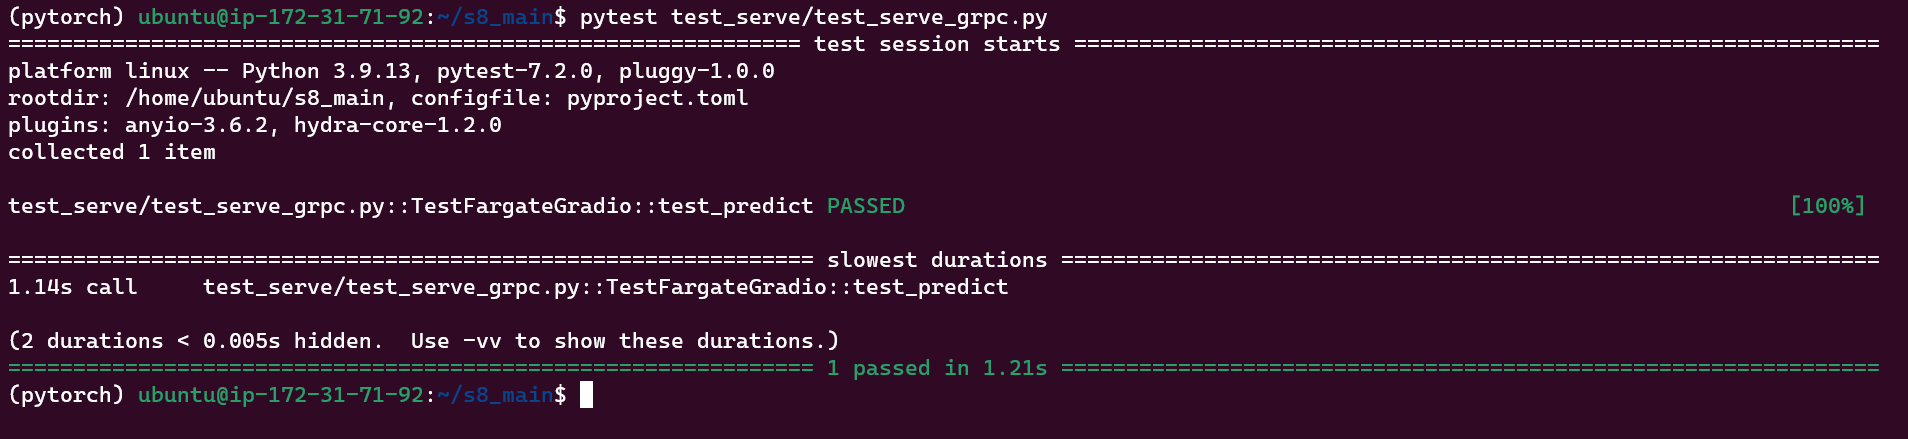 (pytorch) ubuntu@ip-172-31-71-92:~/s8_main$ pytest test_serve/test_serve_grpc.py
============================================================= test session starts ==============================================================
platform linux -- Python 3.9.13, pytest-7.2.0, pluggy-1.0.0
rootdir: /home/ubuntu/s8_main, configfile: pyproject.toml
plugins: anyio-3.6.2, hydra-core-1.2.0
collected 1 item
test_serve/test_serve_grpc.py::TestFargateGradio::test_predict PASSED [100%]
============================================================== slowest durations ===============================================================
1.14s call     test_serve/test_serve_grpc.py::TestFargateGradio::test_predict
(2 durations < 0.005s hidden.  Use -vv to show these durations.)
============================================================== 1 passed in 1.21s ===============================================================
(pytorch) ubuntu@ip-172-31-71-92:~/s8_main$